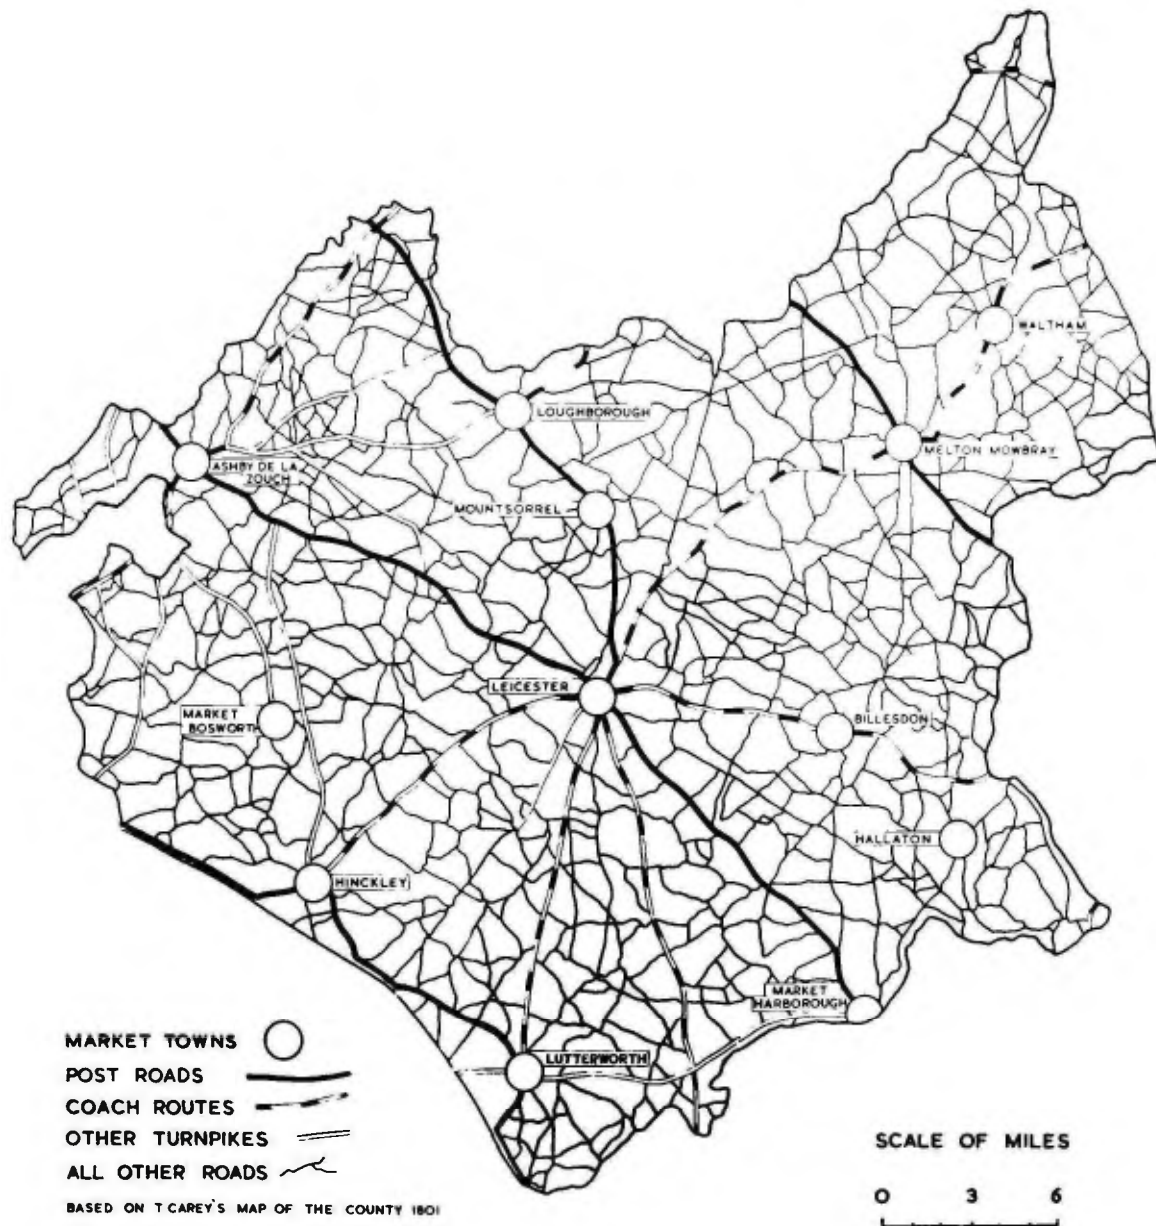 WALTHAM
LOUGHBOROUGH
MELTON MOWBRAY
ASHBY DE LA
ZOUCH
MOUNTSORREL
LEICESTER
MARKET
BOSWORTH
BILLESDON
HALLATON
HINCKLEY
MARKET
HARBOROUGH
LUTTERWORTH
MARKET TOWNS
POST ROADS
COACH ROUTES
OTHER TURNPIKES
ALL OTHER ROADS
BASED ON T CAREY'S MAP OF THE COUNTY 1801
SCALE OF MILES
0 3 6